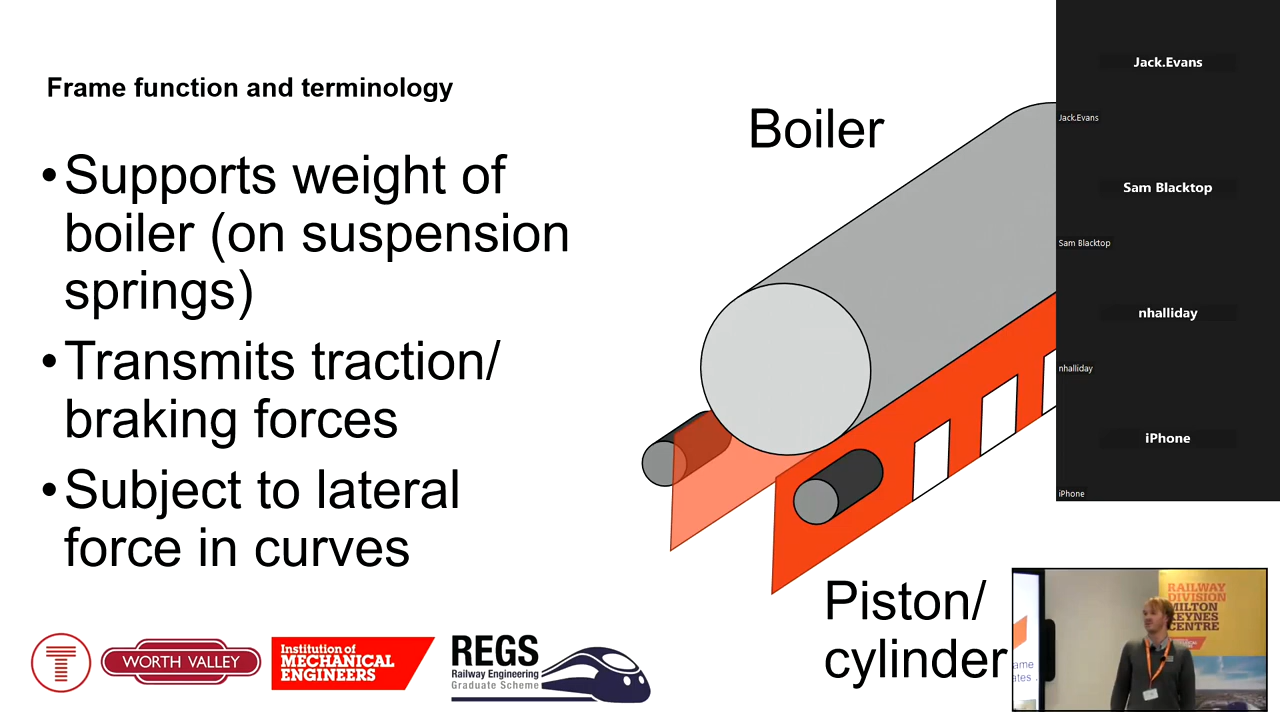 Frame function and terminology
•Supports weight of
boiler (on suspension
springs)
•Transmits traction/
braking forces
•Subject to lateral
force in curves
Boiler
Piston/
cylinder
Jack.Evans
Jack.Evans
Sam Blacktop
Sam Blacktop
nhalliday
nhalliday
iPhone
iPhone
T
WORTH VALLEY
Institution of
MECHANICAL
ENGINEERS
REGS
Railway Engineering
Graduate Scheme
RAILWAY
DIVISION
MILTON
KEYNES
CENTRE
ame
ates